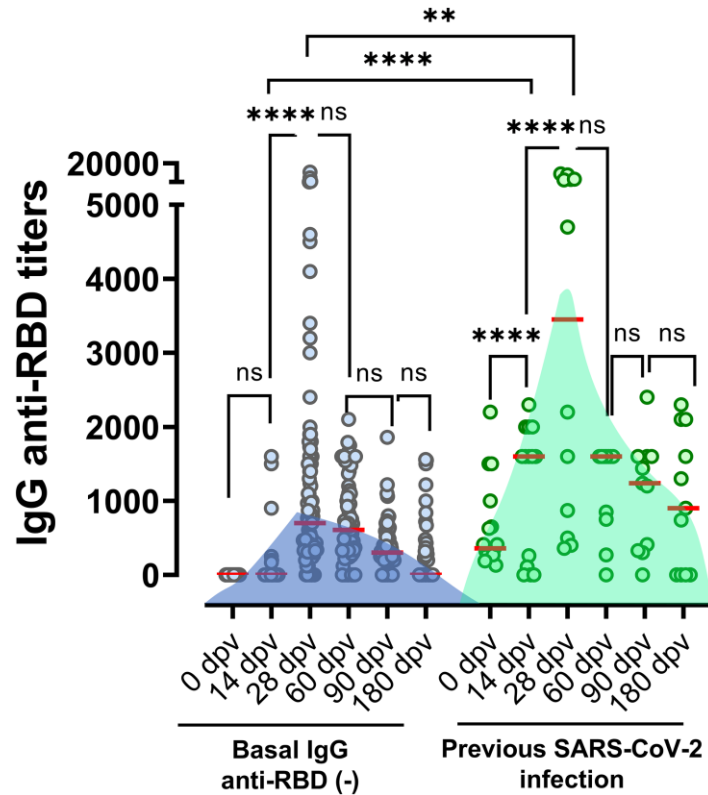 **
****
**** ns
**** ns
20000
5000
4000
3000
2000
1000
0
IgG anti-RBD titers
ns
ns
ns
****
ns
ns
0 dpv
14 dpv
28 dpv
60 dpv
90 dpv
180 dpv
0 dpv
14 dpv
28 dpv
60 dpv
90 dpv
180 dpv
Basal IgG
anti-RBD (-)
Previous SARS-CoV-2
infection